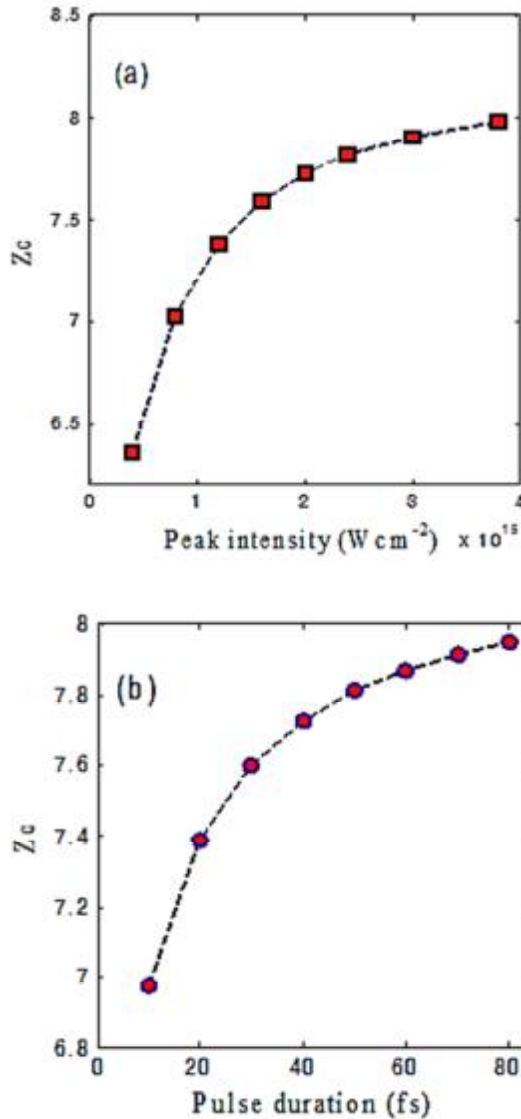 8.5
(a)
8
7.5
Zc
7
6.5
0 1 2 3 4
Peak intensity (W cm⁻²) × 10¹⁵
8
(b)
7.8
7.6
Zc
7.4
7.2
7
6.8
0 20 40 60 80
Pulse duration (fs)